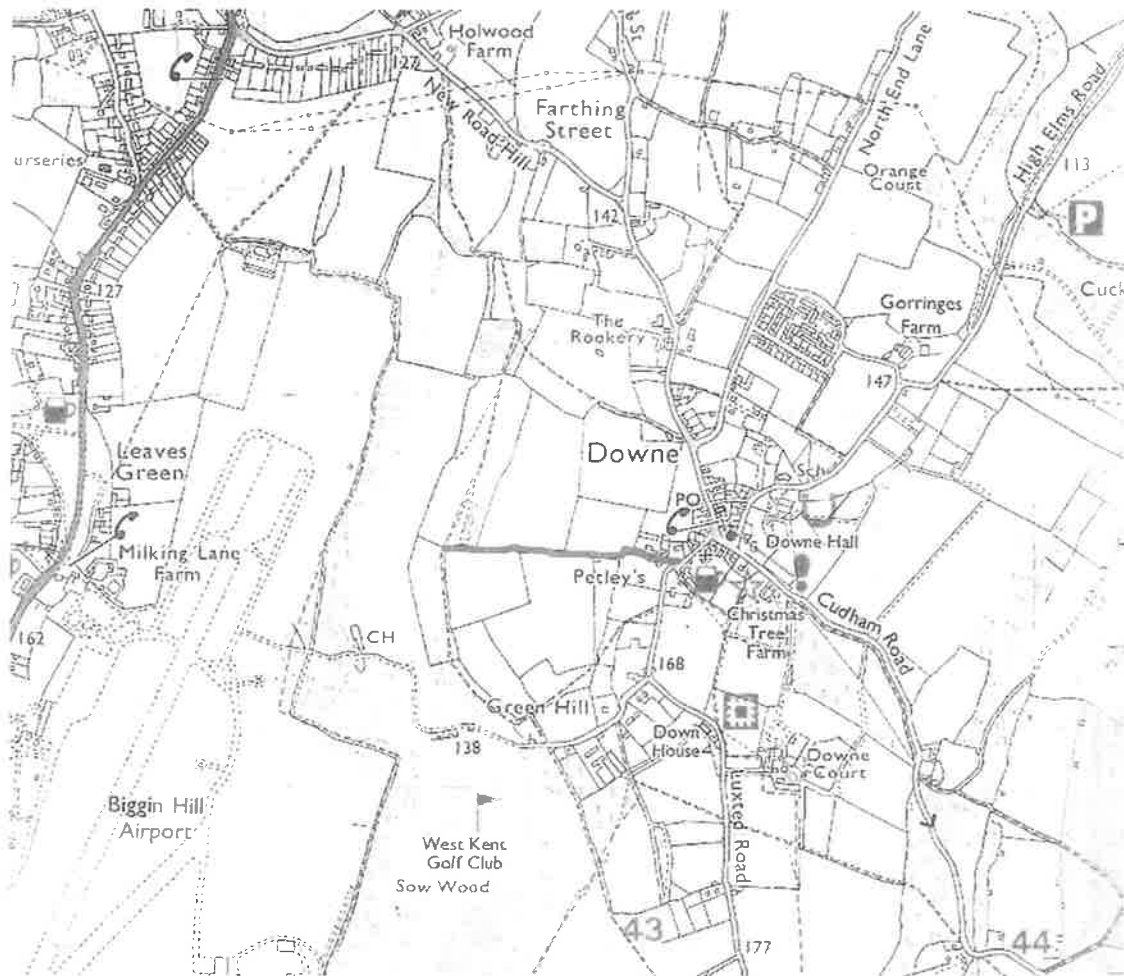 Holwood
Farm
122
New
Road Hill
St
Farthing
Street
North End Lane
High Elms Road
113
P
urseries
Orange
Court
142
127
Cuck
Gorringes
Farm
The
Rookery
147
Leaves
Green
Downe
Sch
PO
Downe Hall
Milking Lane
Farm
Petley's
Christmas
Tree
Farm
Cudham Road
162
CH
168
Green Hill
Down
House
138
Downe
Court
Luxted Road
Biggin Hill
Airport
West Kent
Golf Club
Sow Wood
43
177
44